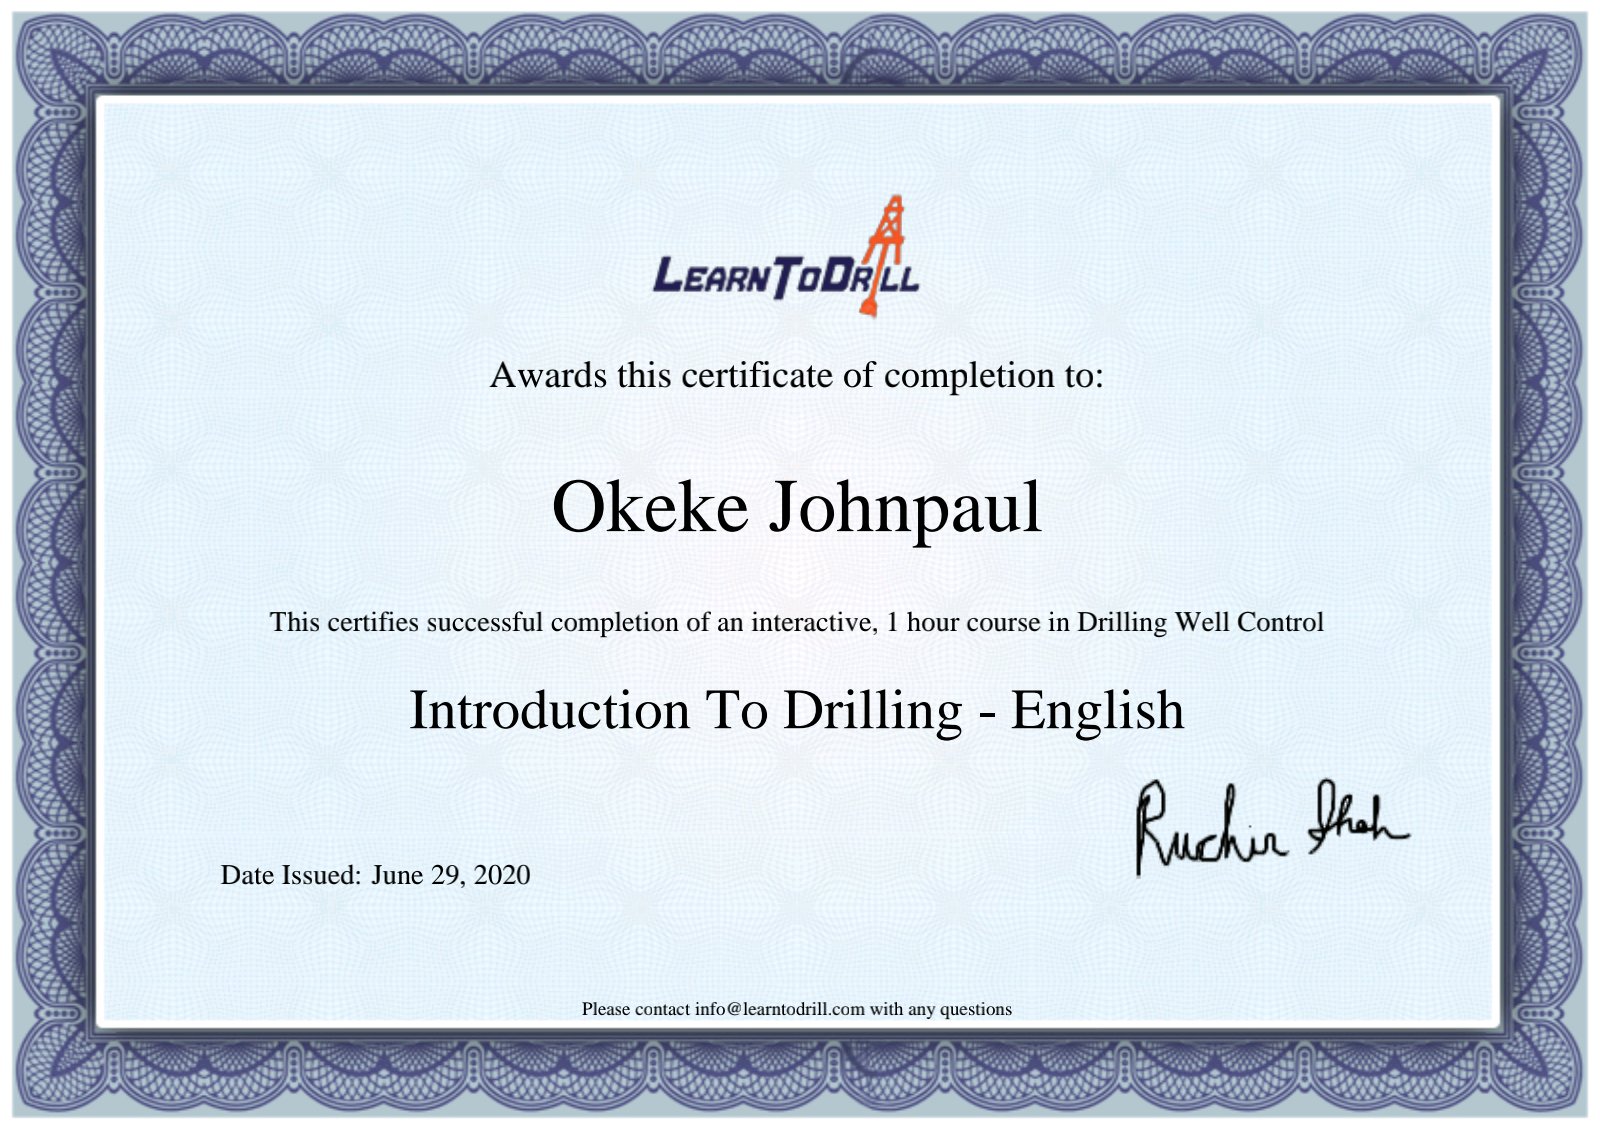 LEARNTODRILL
Awards this certificate of completion to:
Okeke Johnpaul
This certifies successful completion of an interactive, 1 hour course in Drilling Well Control
Introduction To Drilling - English
Ruchir Shah
Date Issued: June 29, 2020
Please contact info@learntodrill.com with any questions